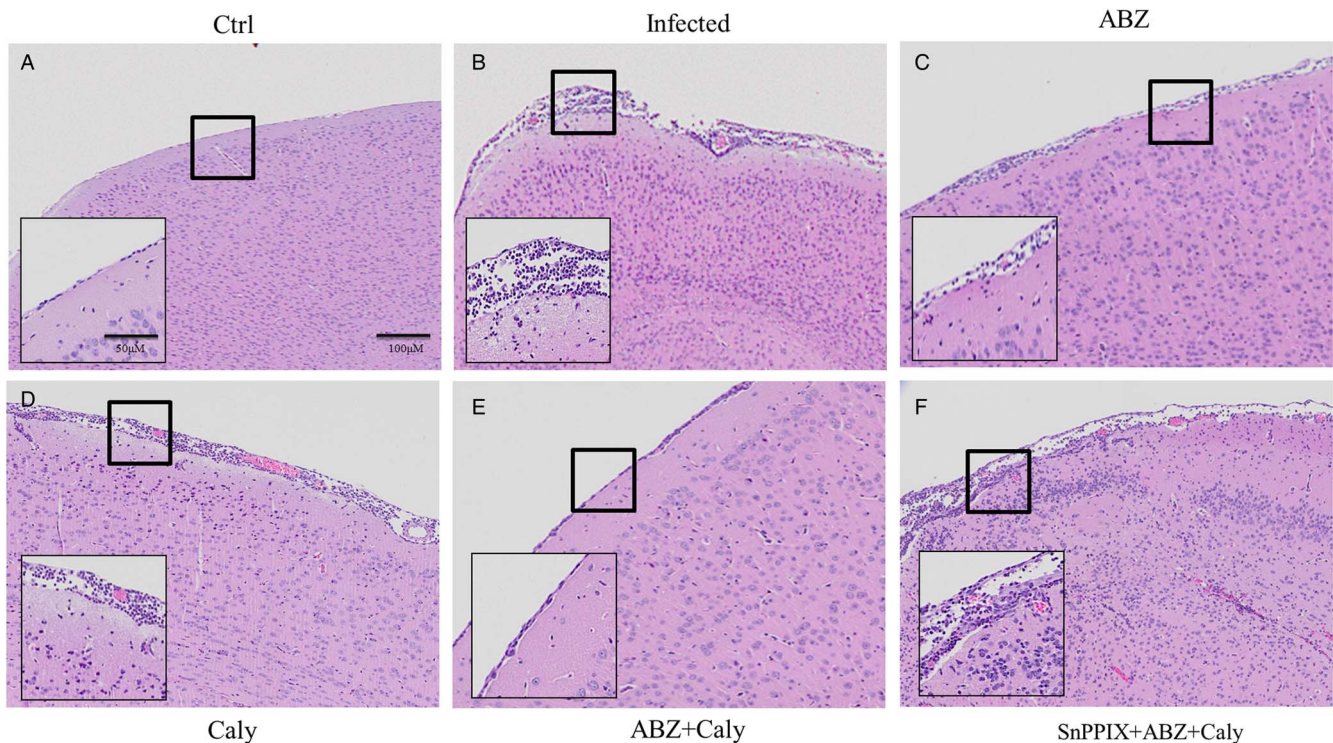 Ctrl
Infected
ABZ
A
B
C
50μM
100μM
D
E
F
Caly
ABZ+Caly
SnPPIX+ABZ+Caly